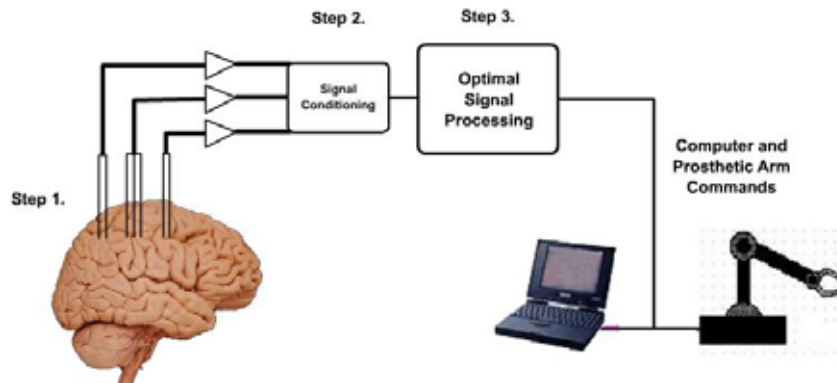 Step 2.
Step 3.
Signal
Conditioning
Optimal
Signal
Processing
Computer and
Prosthetic Arm
Commands
Step 1.